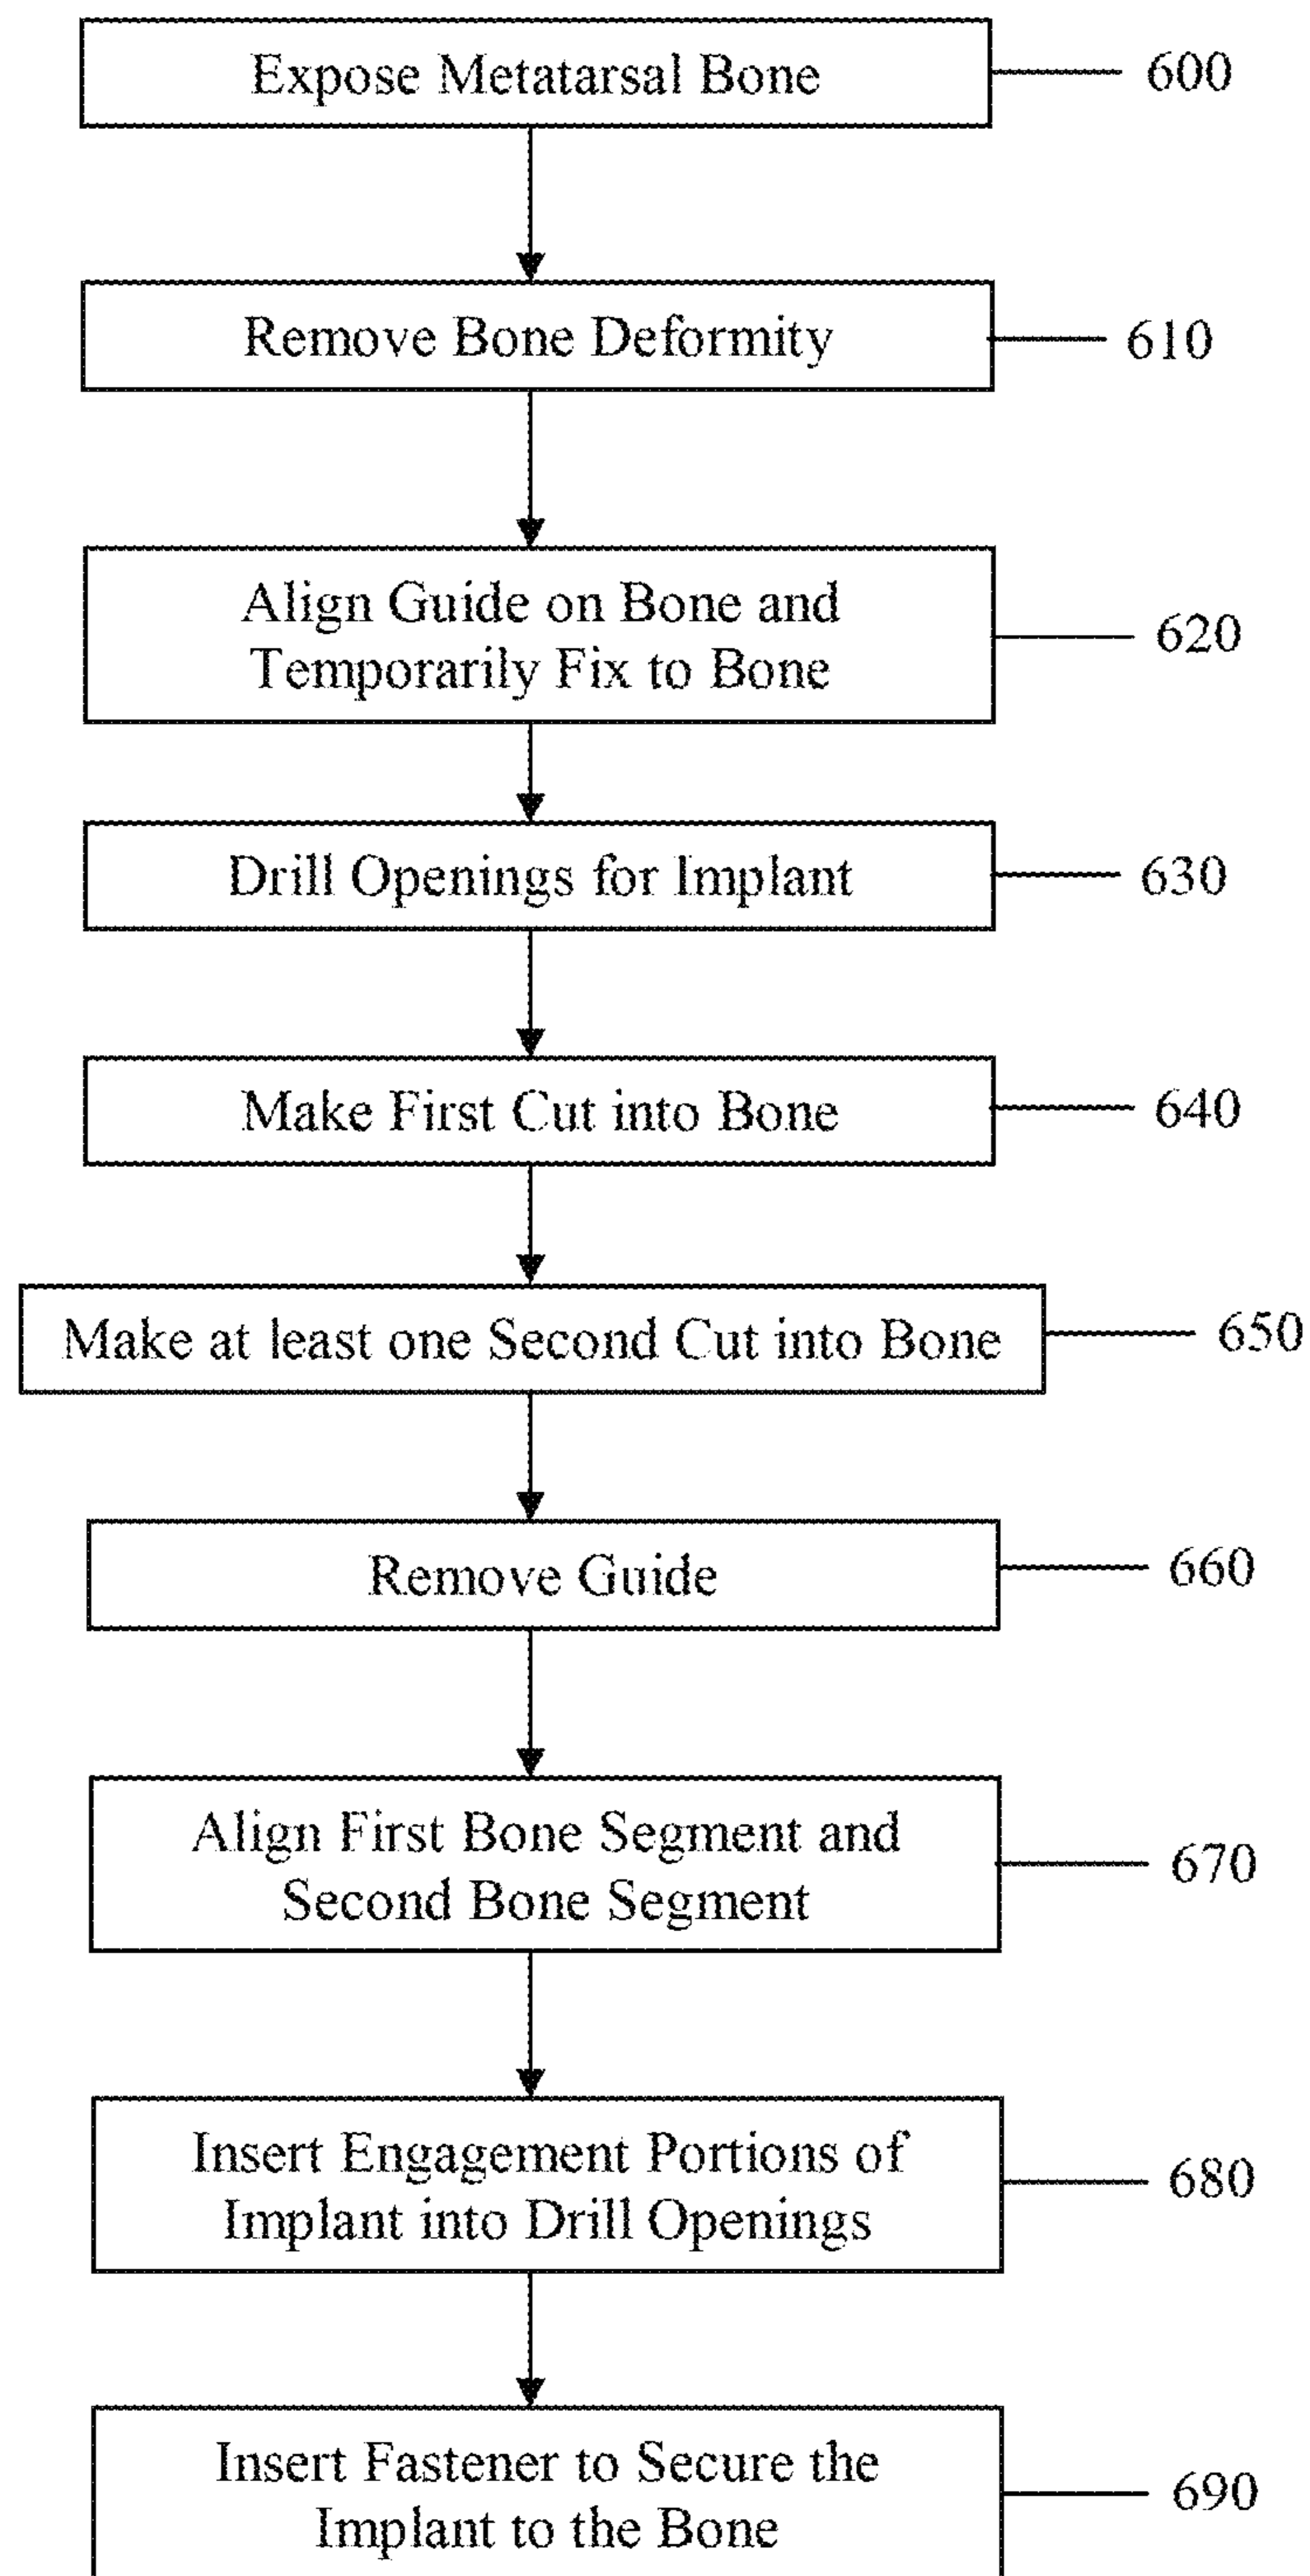 Expose Metatarsal Bone
600
Remove Bone Deformity
610
Align Guide on Bone and
Temporarily Fix to Bone
620
Drill Openings for Implant
630
Make First Cut into Bone
640
Make at least one Second Cut into Bone
650
Remove Guide
660
Align First Bone Segment and
Second Bone Segment
670
Insert Engagement Portions of
Implant into Drill Openings
680
Insert Fastener to Secure the
Implant to the Bone
690